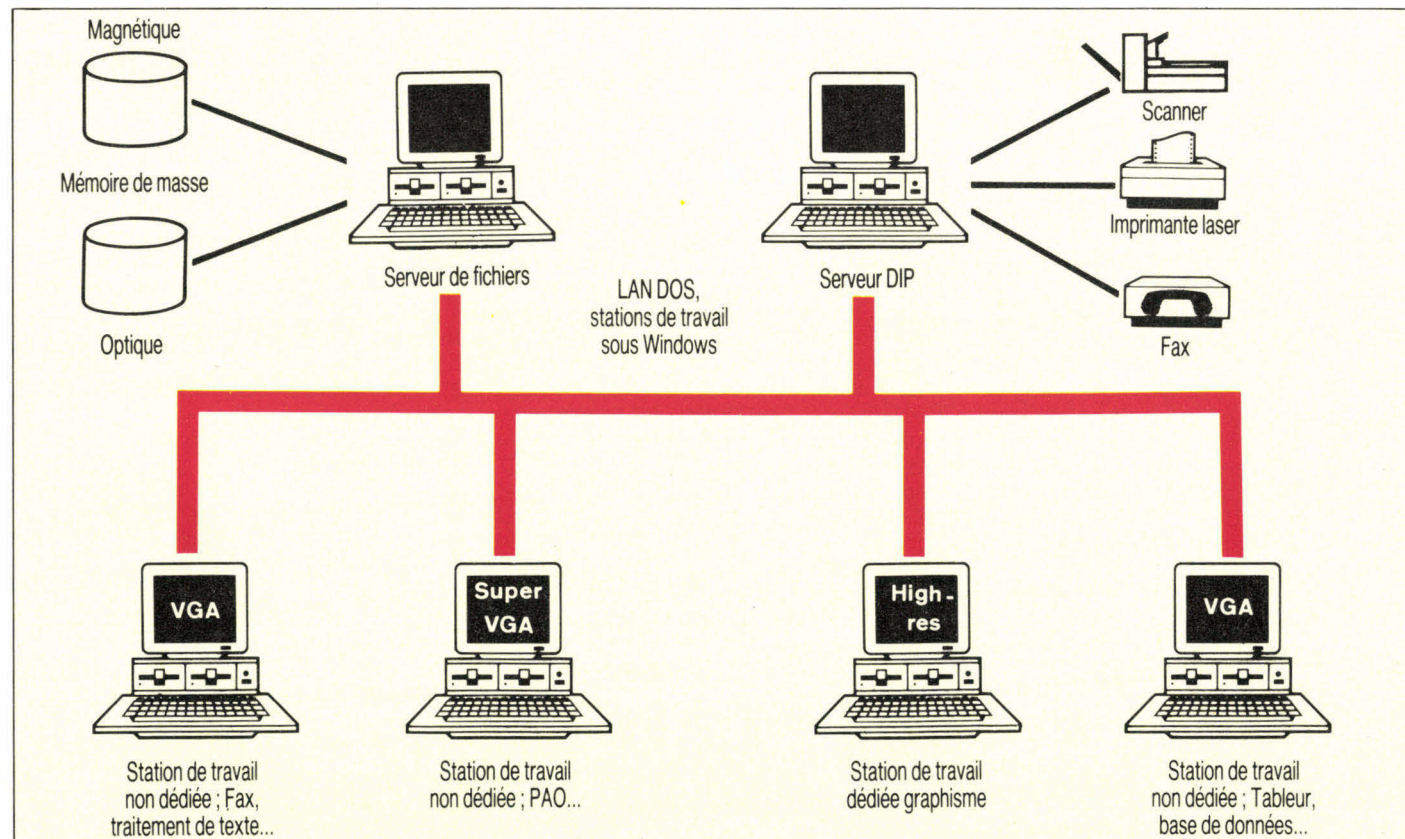 Magnétique
Mémoire de masse
Optique
Serveur de fichiers
LAN DOS,
stations de travail
sous Windows
Serveur DIP
Scanner
Imprimante laser
Fax
VGA
Super
VGA
High-
res
VGA
Station de travail
non dédiée ; Fax,
traitement de texte...
Station de travail
non dédiée ; PAO...
Station de travail
dédiée graphisme
Station de travail
non dédiée ; Tableur,
base de données...